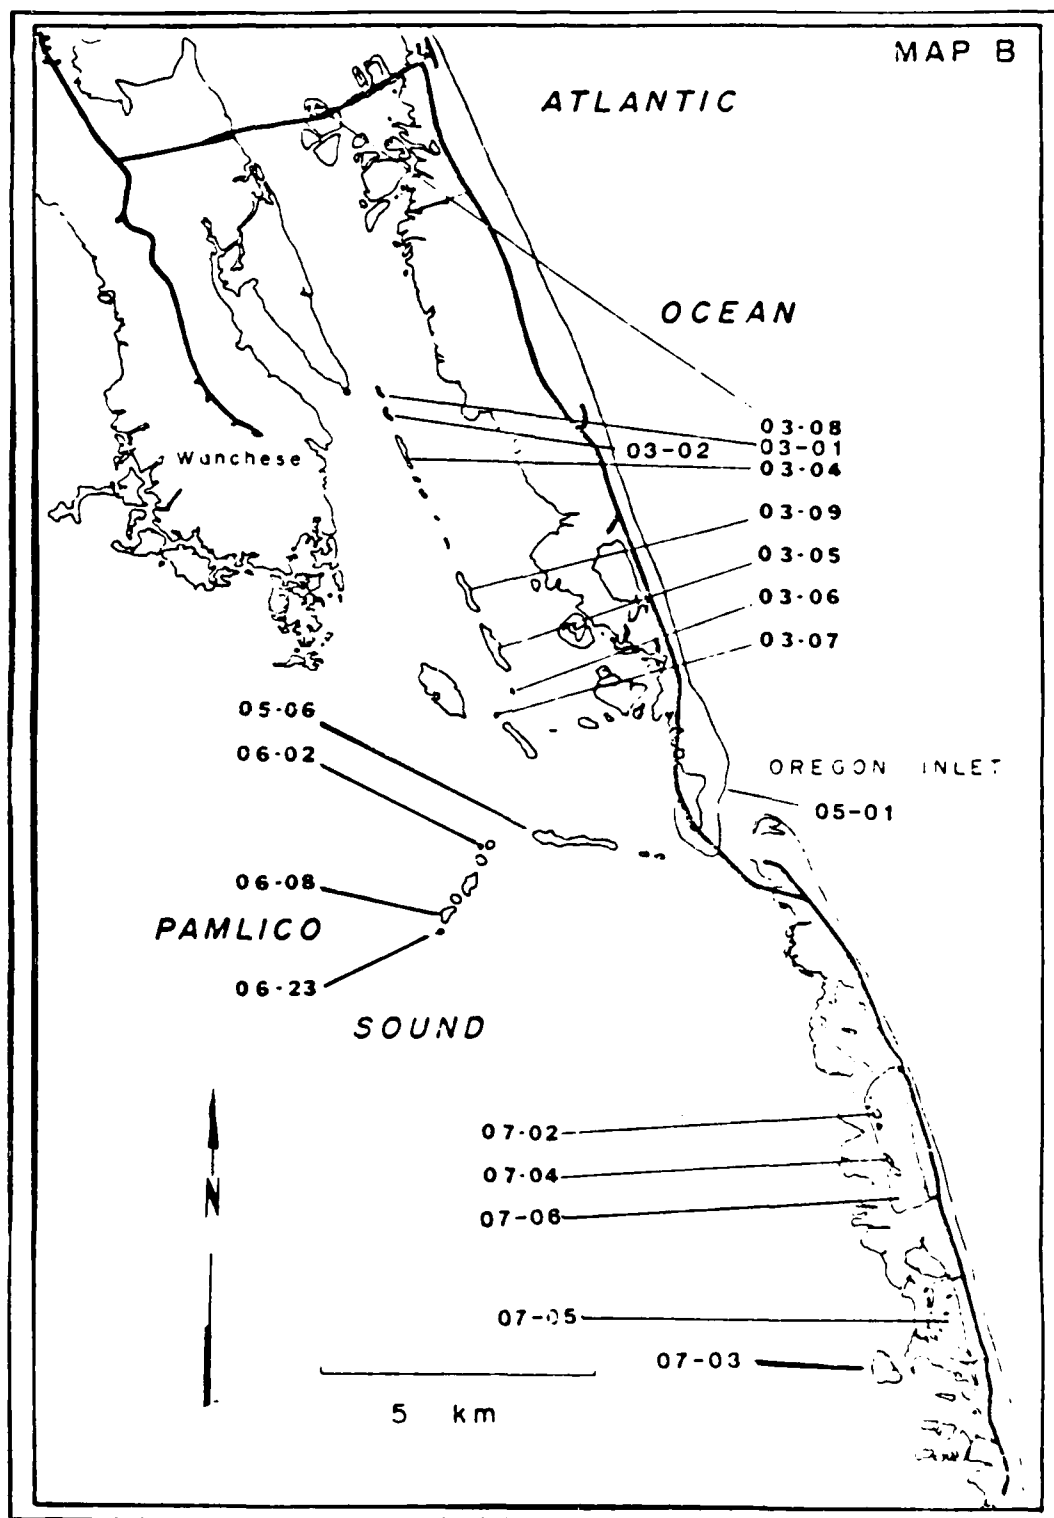 MAP B
ATLANTIC
OCEAN
03-08
03-02 03-01
03-04
Wanchese
03-09
03-05
03-06
03-07
05-06
06-02
OREGON INLET
05-01
06-08
PAMLICO
06-23
SOUND
07-02
07-04
N
07-06
07-05
07-03
5 km